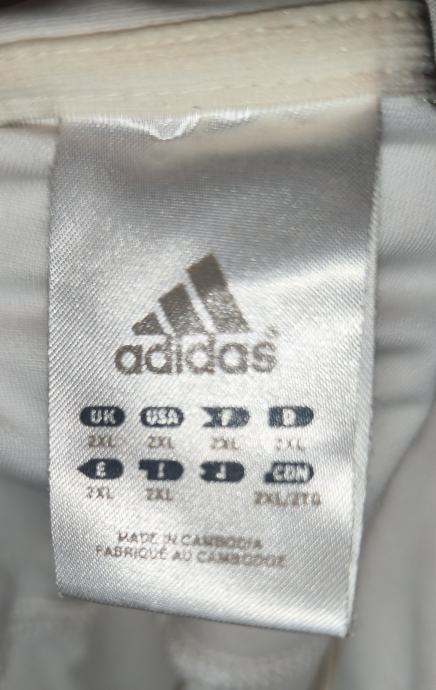 adidas
UK USA F D
2XL 2XL 2XL 2XL
E I J CDN
2XL 2XL 2XL/2TG
MADE IN CAMBODIA
FABRIQUÉ AU CAMBODGE